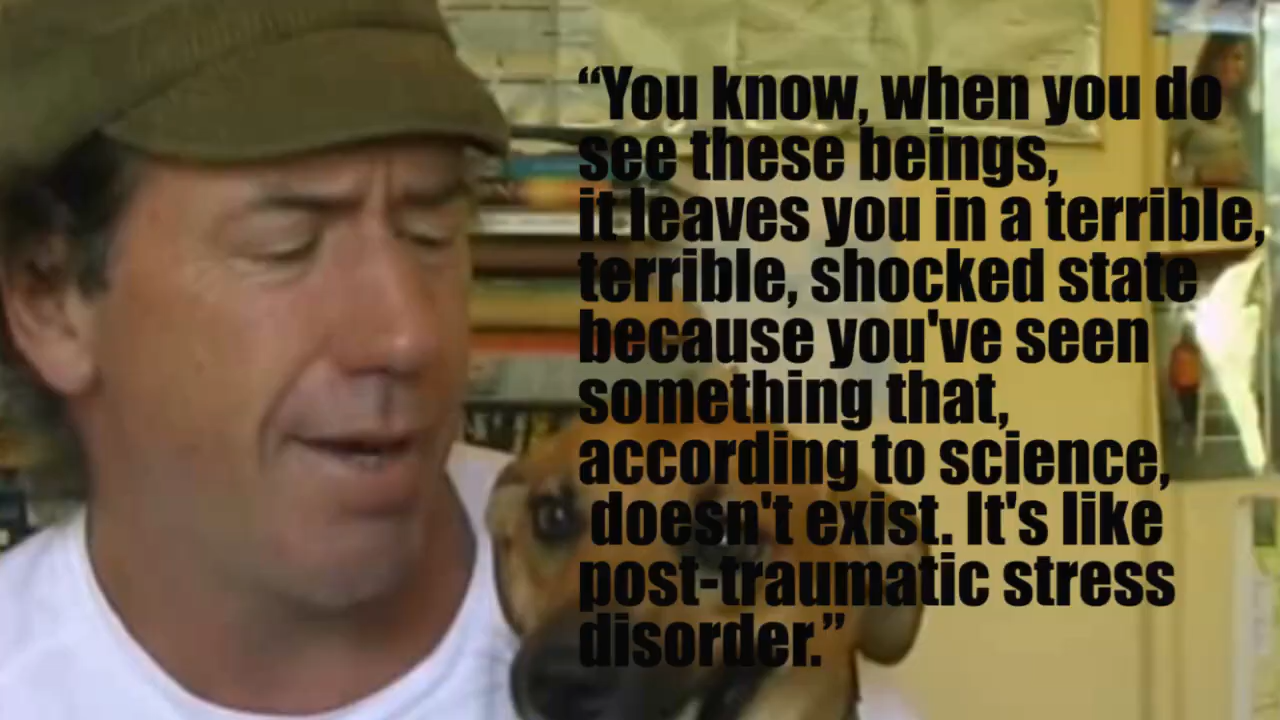 “You know, when you do
see these beings,
it leaves you in a terrible,
terrible, shocked state
because you've seen
something that,
according to science,
doesn't exist. It's like
post-traumatic stress
disorder.”